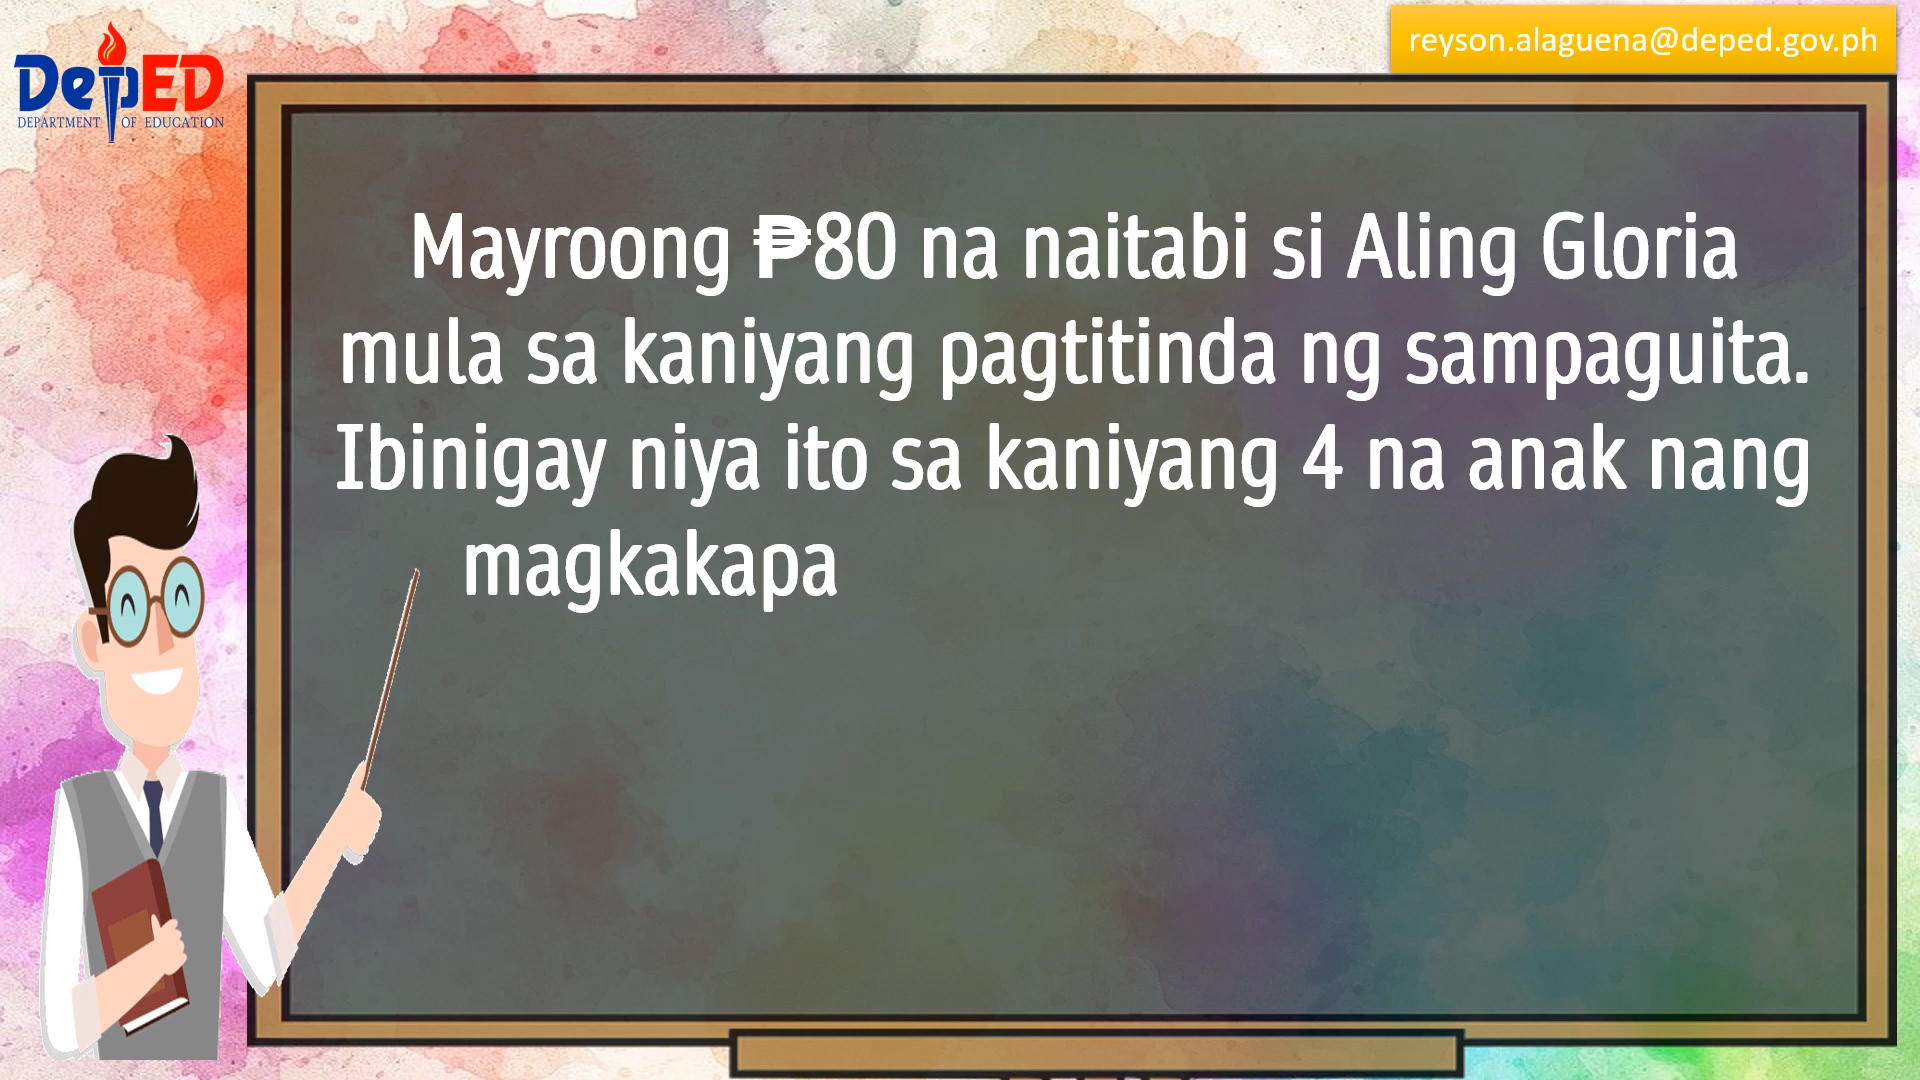 reyson.alaguena@deped.gov.ph
DepED
DEPARTMENT OF EDUCATION
Mayroong ₱80 na naitabi si Aling Gloria
mula sa kaniyang pagtitinda ng sampaguita.
Ibinigay niya ito sa kaniyang 4 na anak nang
magkakapa